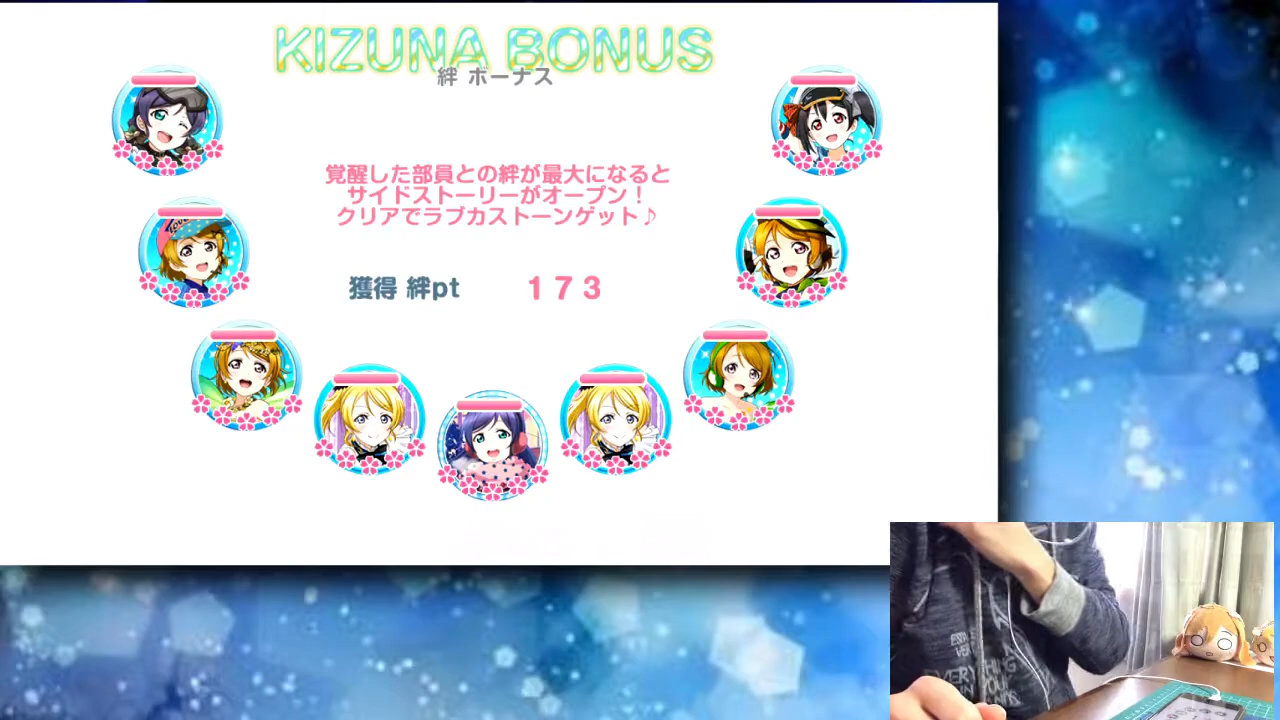 KIZUNA BONUS
絆 ボーナス
覚醒した部員との絆が最大になると
サイドストーリーがオープン！
クリアでラブカストーンゲット♪
獲得 絆pt 173